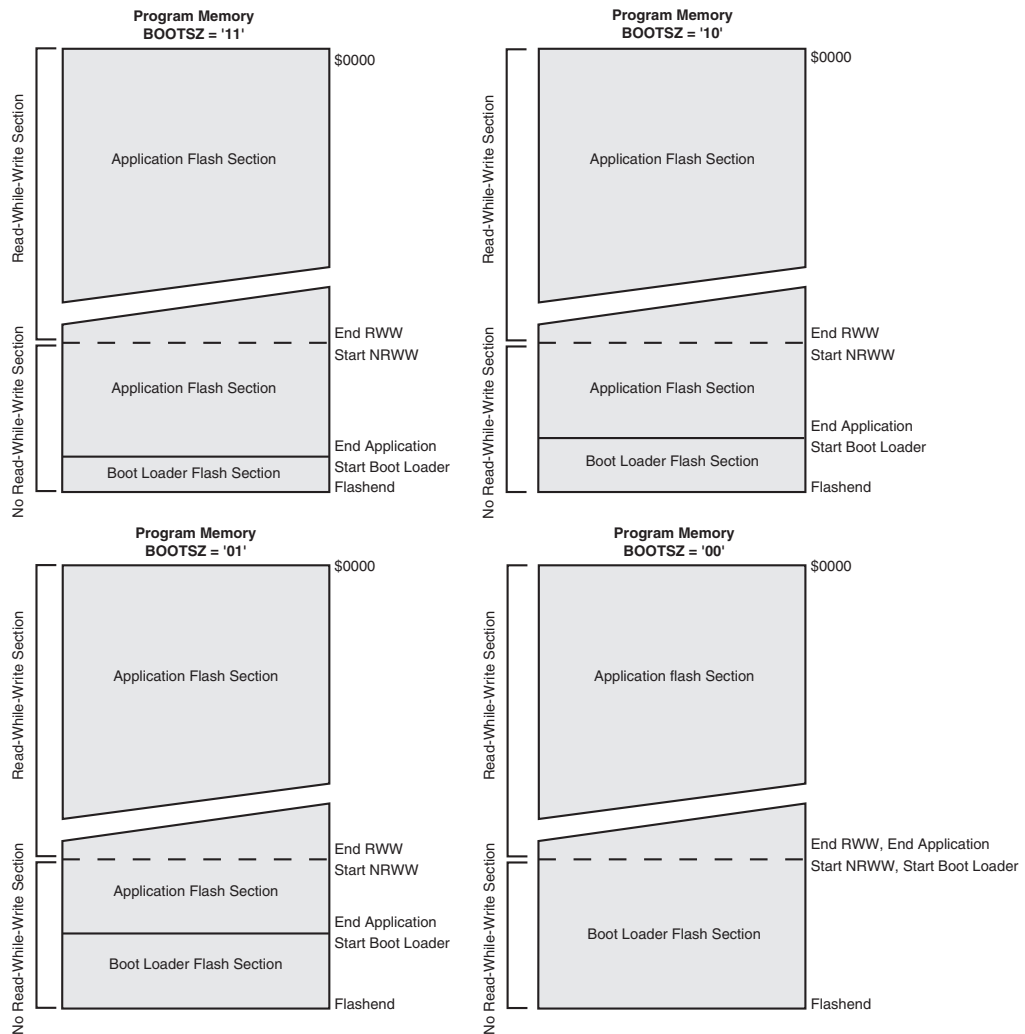 Program Memory
BOOTSZ = '11'
$0000
Read-While-Write Section
Application Flash Section
End RWW
Start NRWW
No Read-While-Write Section
Application Flash Section
End Application
Start Boot Loader
Boot Loader Flash Section
Flashend
Program Memory
BOOTSZ = '10'
$0000
Read-While-Write Section
Application Flash Section
End RWW
Start NRWW
No Read-While-Write Section
Application Flash Section
End Application
Start Boot Loader
Boot Loader Flash Section
Flashend
Program Memory
BOOTSZ = '01'
$0000
Read-While-Write Section
Application Flash Section
End RWW
Start NRWW
No Read-While-Write Section
Application Flash Section
End Application
Start Boot Loader
Boot Loader Flash Section
Flashend
Program Memory
BOOTSZ = '00'
$0000
Read-While-Write Section
Application flash Section
End RWW, End Application
Start NRWW, Start Boot Loader
No Read-While-Write Section
Boot Loader Flash Section
Flashend